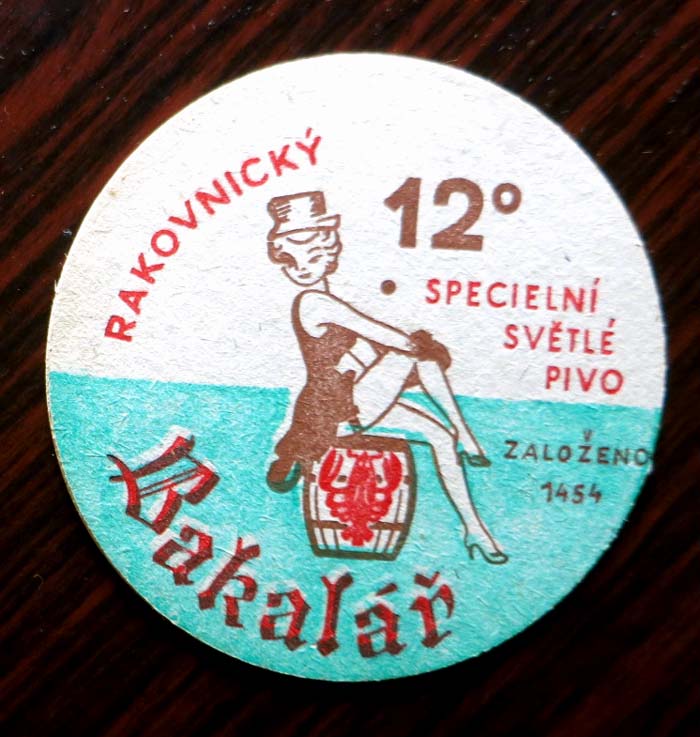 RAKOVNICKÝ
12°
SPECIELNÍ
SVĚTLÉ
PIVO
ZALOŽENO
1454
Bakalář